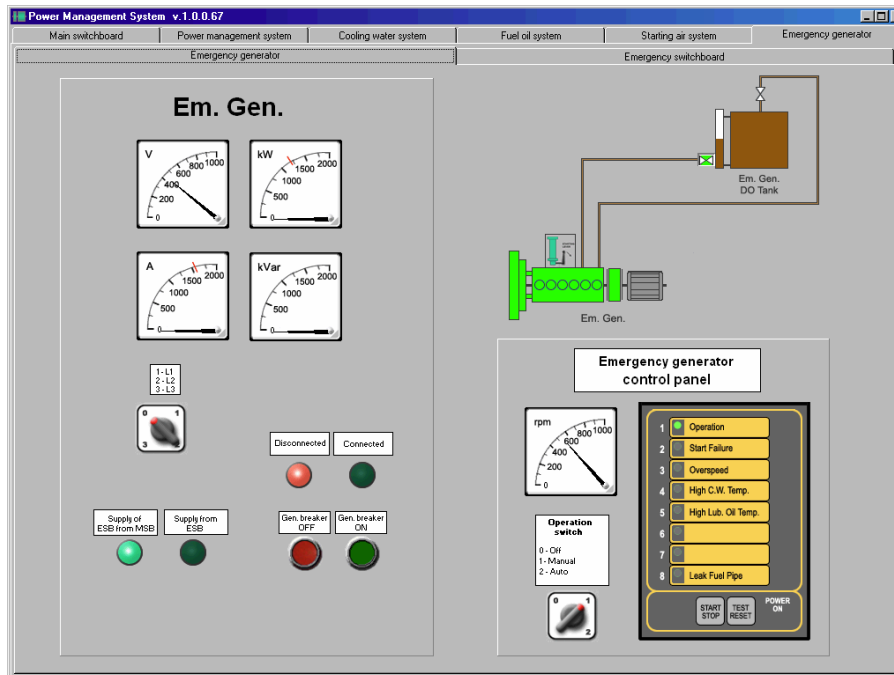 Power Management System v.1.0.0.67
Main switchboard
Power management system
Cooling water system
Fuel oil system
Starting air system
Emergency generator
Emergency generator
Emergency switchboard
Em. Gen.
V
0
200
400
600
800
1000
kW
0
500
1000
1500
2000
A
0
500
1000
1500
2000
kVar
0
500
1000
1500
2000
1 - L1
2 - L2
3 - L3
0
1
3
2
Disconnected
Connected
Supply of
ESB from MSB
Supply from
ESB
Gen. breaker
OFF
Gen. breaker
ON
Em. Gen.
DO Tank
Em. Gen.
Emergency generator
control panel
rpm
0
200
400
600
800
1000
Operation
switch
0 - Off
1 - Manual
2 - Auto
0
1
2
1 Operation
2 Start Failure
3 Overspeed
4 High C.W. Temp.
5 High Lub. Oil Temp.
6
7
8 Leak Fuel Pipe
START
STOP
TEST
RESET
POWER
ON